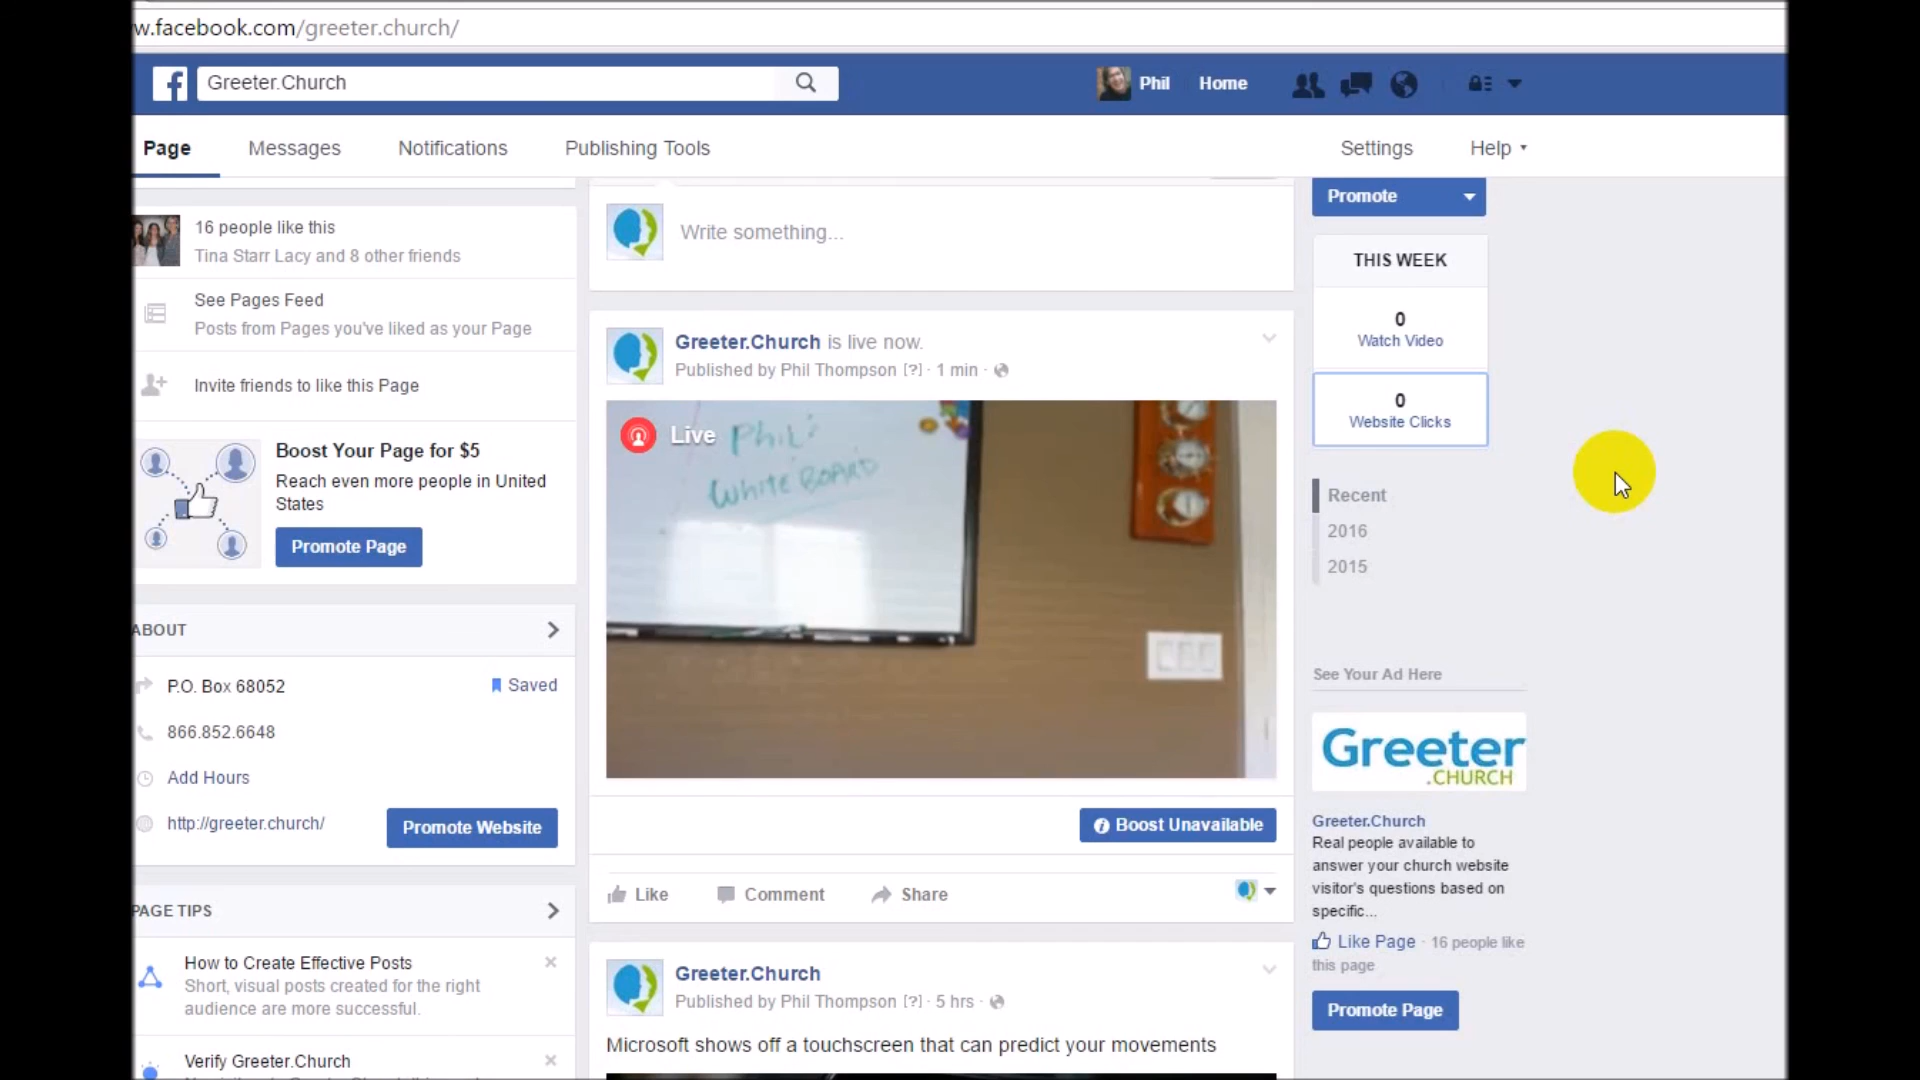 w.facebook.com/greeter.church/
Greeter.Church
Phil
Home
Page
Messages
Notifications
Publishing Tools
Settings
Help
16 people like this
Tina Starr Lacy and 8 other friends
See Pages Feed
Posts from Pages you've liked as your Page
Invite friends to like this Page
Boost Your Page for $5
Reach even more people in United
States
Promote Page
ABOUT
P.O. Box 68052
Saved
866.852.6648
Add Hours
http://greeter.church/
Promote Website
PAGE TIPS
How to Create Effective Posts
Short, visual posts created for the right
audience are more successful.
Verify Greeter.Church
Write something...
Greeter.Church is live now.
Published by Phil Thompson [?] · 1 min ·
Live
Phil's
White Board
Boost Unavailable
Like
Comment
Share
Greeter.Church
Published by Phil Thompson [?] · 5 hrs ·
Microsoft shows off a touchscreen that can predict your movements
Promote
THIS WEEK
0
Watch Video
0
Website Clicks
Recent
2016
2015
See Your Ad Here
Greeter
.CHURCH
Greeter.Church
Real people available to
answer your church website
visitor's questions based on
specific...
Like Page · 16 people like
this page
Promote Page